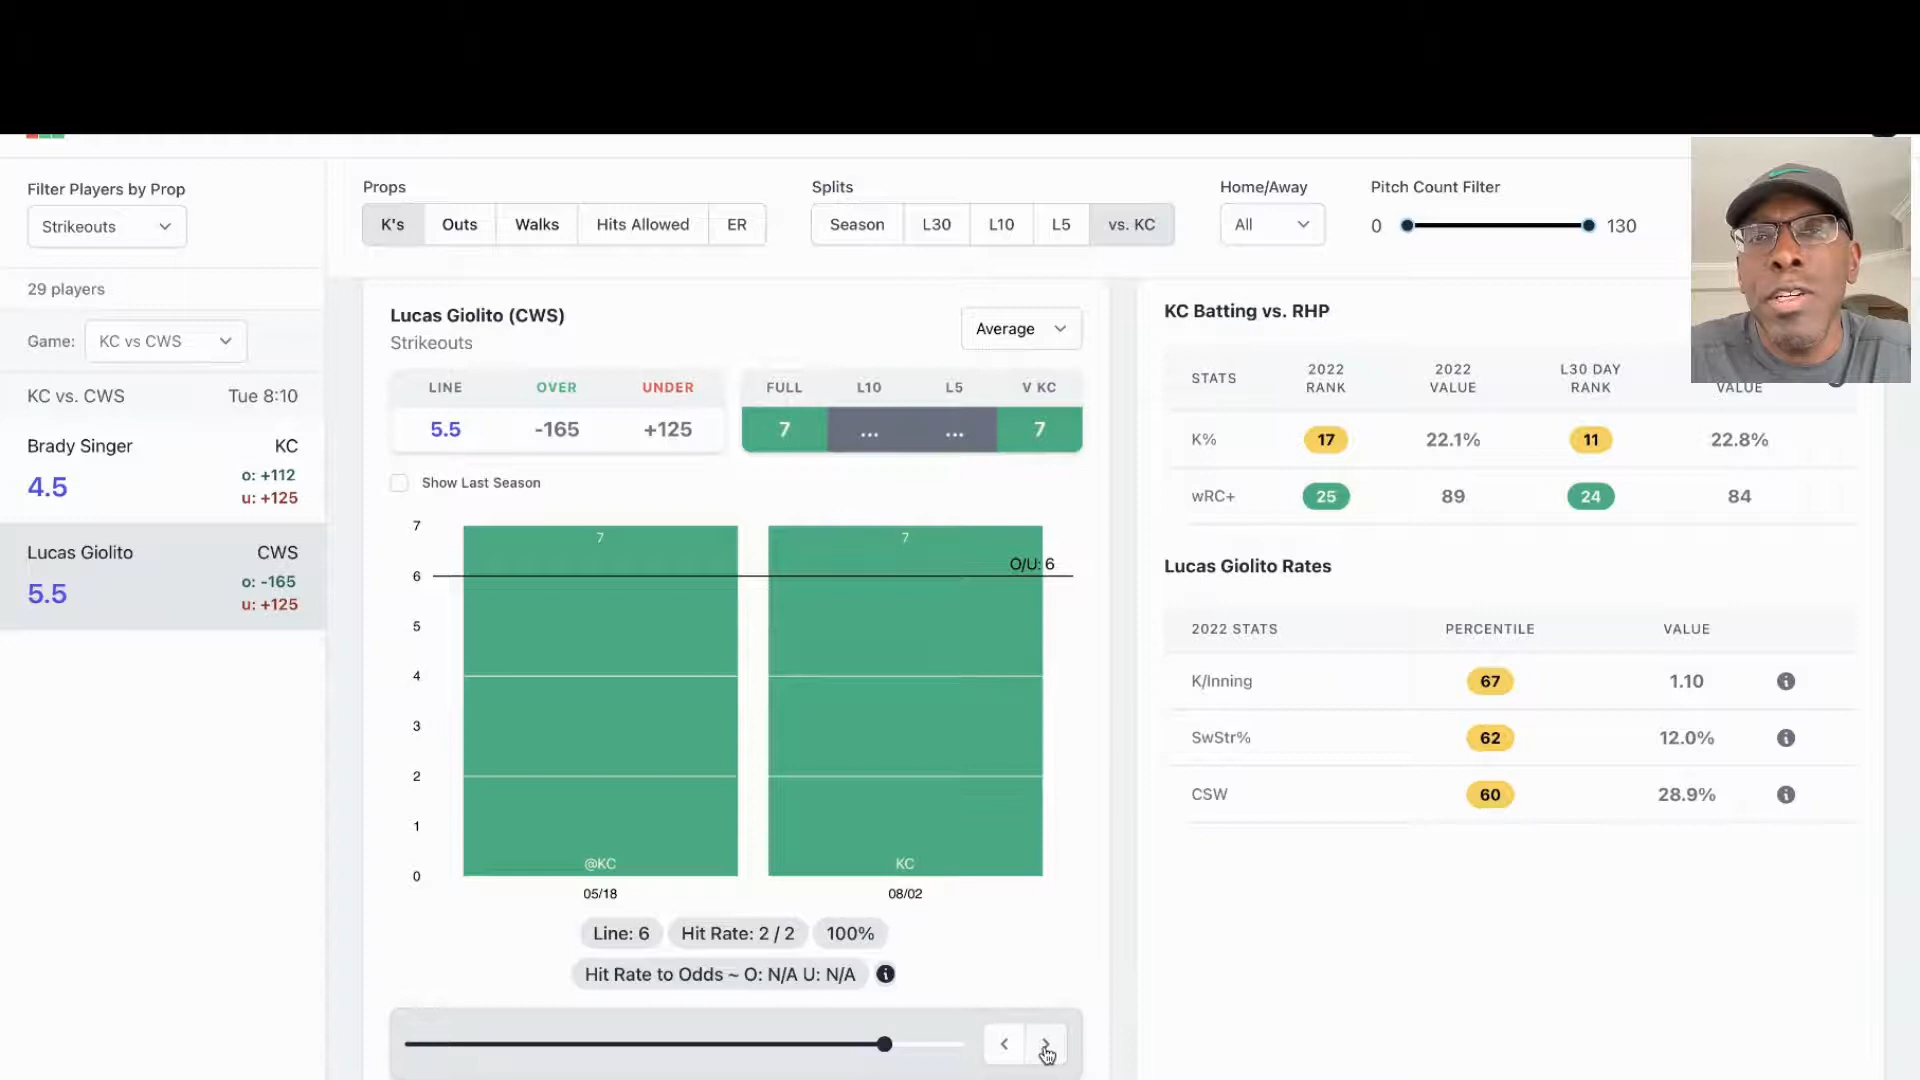 Filter Players by Prop
Strikeouts
29 players
Game: KC vs CWS
KC vs. CWS Tue 8:10
Brady Singer KC
4.5 o: +112
u: +125
Lucas Giolito CWS
5.5 o: -165
u: +125
Props
K's Outs Walks Hits Allowed ER
Splits
Season L30 L10 L5 vs. KC
Home/Away
All
Pitch Count Filter
0 130
Lucas Giolito (CWS)
Strikeouts
Average
LINE OVER UNDER
5.5 -165 +125
FULL L10 L5 V KC
7 ... ... 7
Show Last Season
7
6
5
4
3
2
1
0
7
7
O/U: 6
@KC
KC
05/18
08/02
Line: 6 Hit Rate: 2 / 2 100%
Hit Rate to Odds ~ O: N/A U: N/A
KC Batting vs. RHP
STATS 2022 RANK 2022 VALUE L30 DAY RANK VALUE
K% 17 22.1% 11 22.8%
wRC+ 25 89 24 84
Lucas Giolito Rates
2022 STATS PERCENTILE VALUE
K/Inning 67 1.10
SwStr% 62 12.0%
CSW 60 28.9%